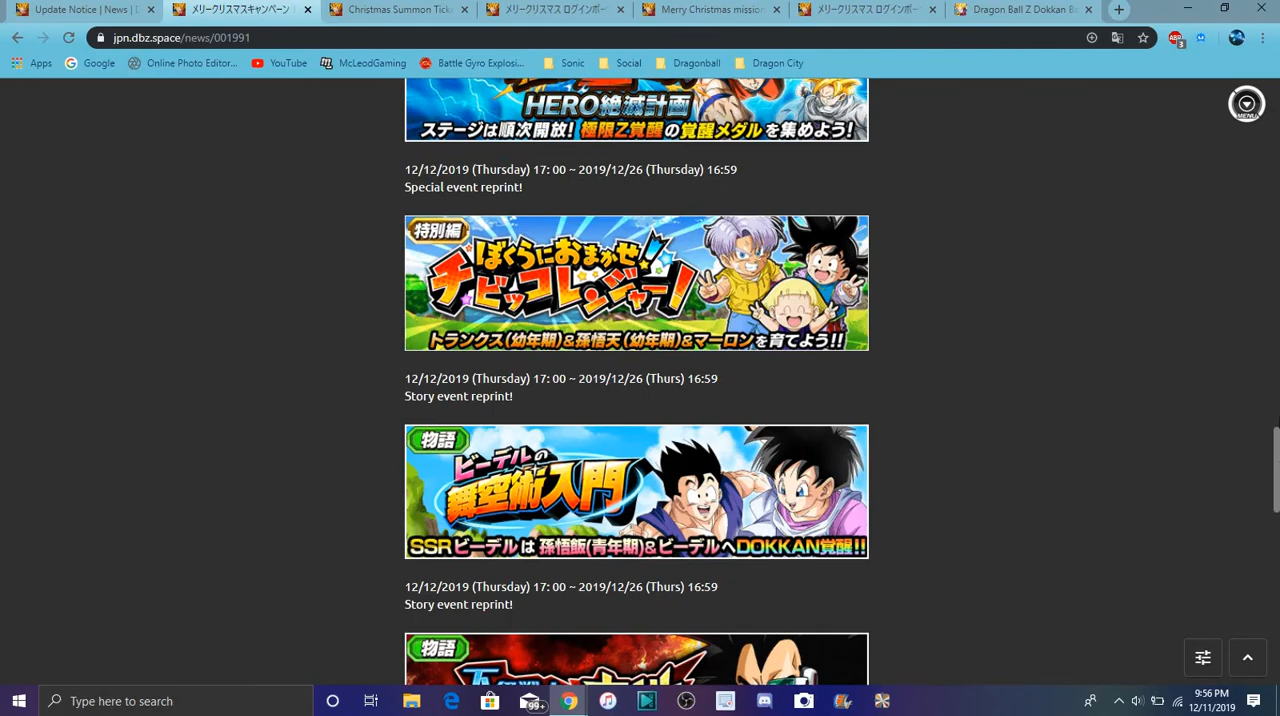 Update Notice | News | D
メリークリスマスキャンペーン
Christmas Summon Ticke
メリークリスマス ログインボー
Merry Christmas mission
メリークリスマス ログインボー
Dragon Ball Z Dokkan B
jpn.dbz.space/news/001991
ABP
3
Apps
Google
Online Photo Editor...
YouTube
McLeodGaming
Battle Gyro Explosi...
Sonic
Social
Dragonball
Dragon City
MENU
HERO絶滅計画
ステージは順次開放! 極限Z覚醒の覚醒メダルを集めよう!
12/12/2019 (Thursday) 17: 00 ~ 2019/12/26 (Thursday) 16:59
Special event reprint!
特別編
ぼくらにおまかせ!
チビッコレンジャー!
トランクス(幼年期)&孫悟天(幼年期)&マーロンを育てよう!!
12/12/2019 (Thursday) 17: 00 ~ 2019/12/26 (Thurs) 16:59
Story event reprint!
物語
ビーデルの
舞空術入門
SSRビーデルは孫悟飯(青年期)&ビーデルへDOKKAN覚醒!!
12/12/2019 (Thursday) 17: 00 ~ 2019/12/26 (Thurs) 16:59
Story event reprint!
物語
Type here to search
99+
9:56 PM
12/11/2019